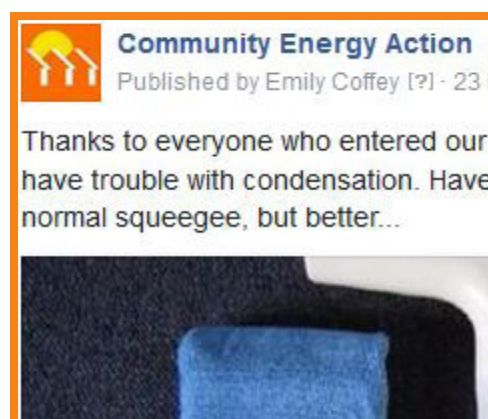 Community Energy Action
Published by Emily Coffey [?] · 23
Thanks to everyone who entered our
have trouble with condensation. Have
normal squeegee, but better...